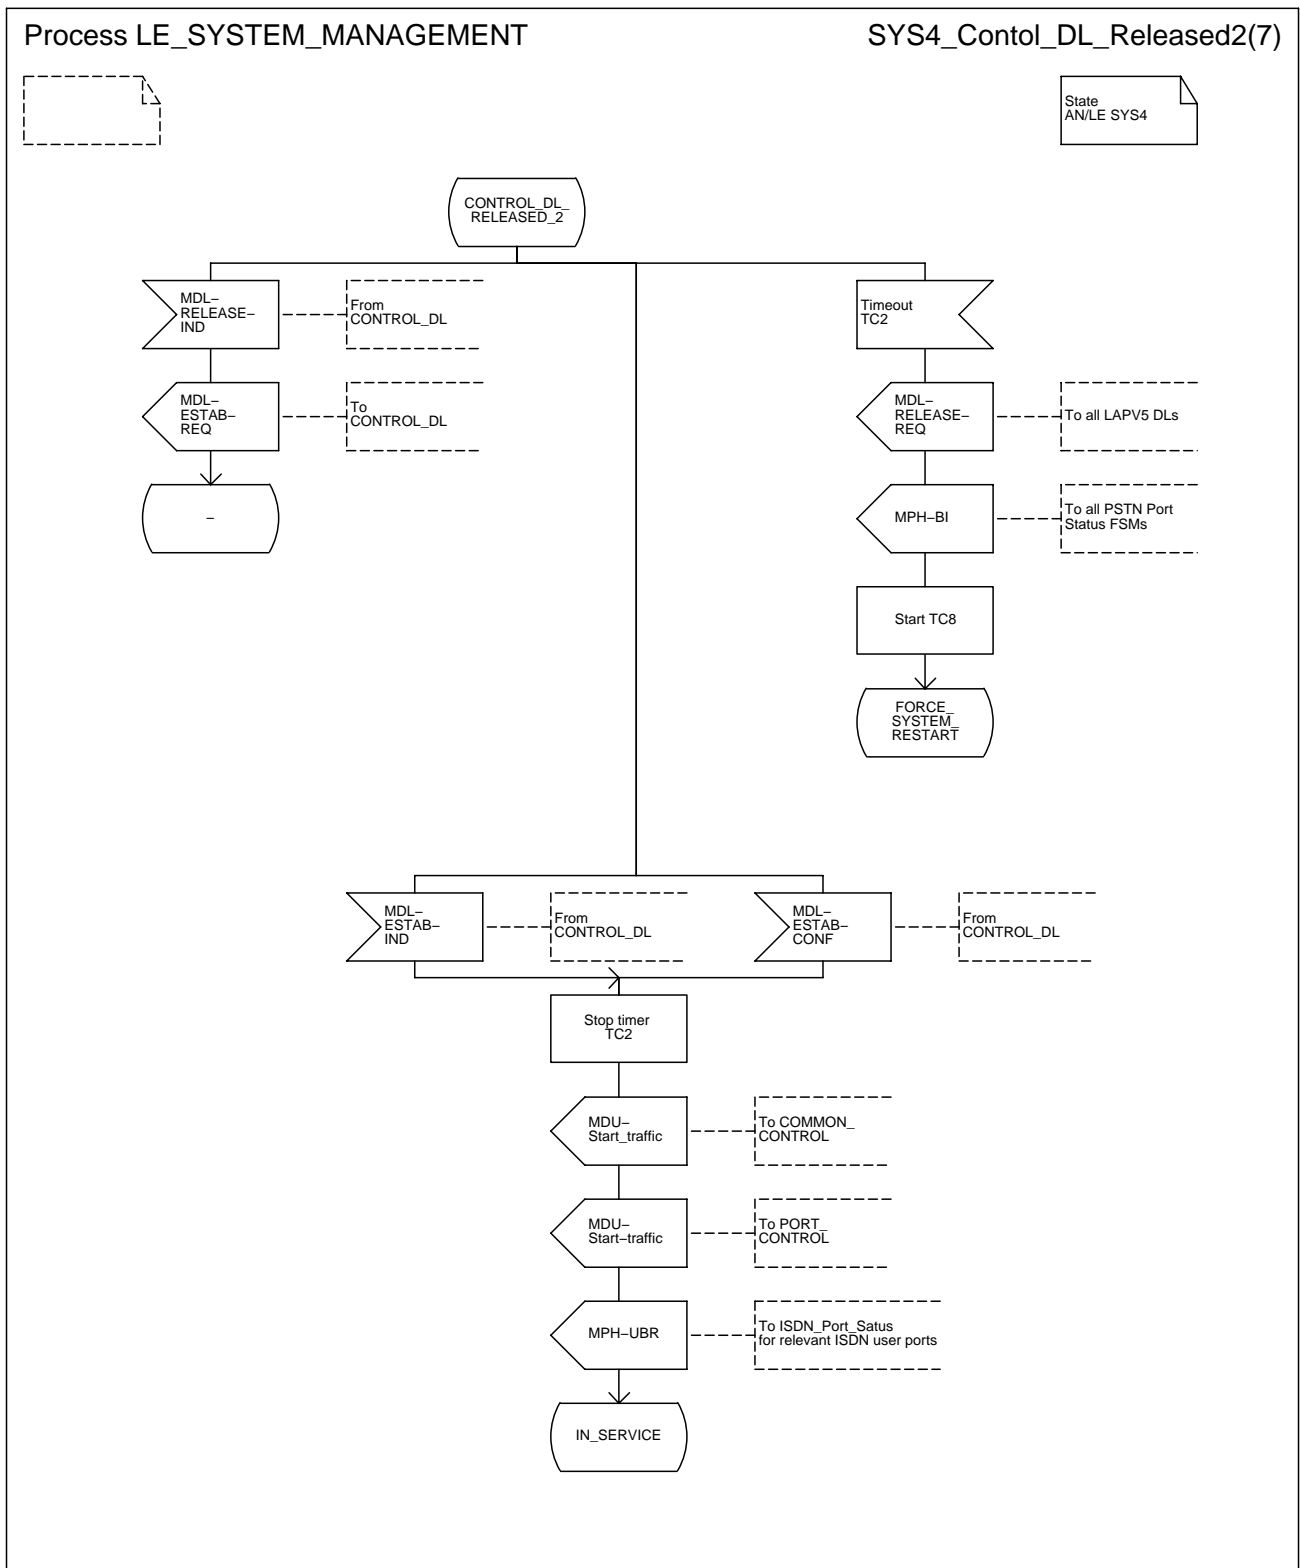 Process LE_SYSTEM_MANAGEMENT
SYS4_Contol_DL_Released2(7)
State
AN/LE SYS4
CONTROL_DL_
RELEASED_2
MDL–
RELEASE–
IND
From
CONTROL_DL
Timeout
TC2
MDL–
ESTAB–
REQ
To
CONTROL_DL
MDL–
RELEASE–
REQ
To all LAPV5 DLs
–
MPH–BI
To all PSTN Port
Status FSMs
Start TC8
FORCE_
SYSTEM_
RESTART
MDL–
ESTAB–
IND
From
CONTROL_DL
MDL–
ESTAB–
CONF
From
CONTROL_DL
Stop timer
TC2
MDU–
Start_traffic
To COMMON_
CONTROL
MDU–
Start–traffic
To PORT_
CONTROL
MPH–UBR
To ISDN_Port_Satus
for relevant ISDN user ports
IN_SERVICE